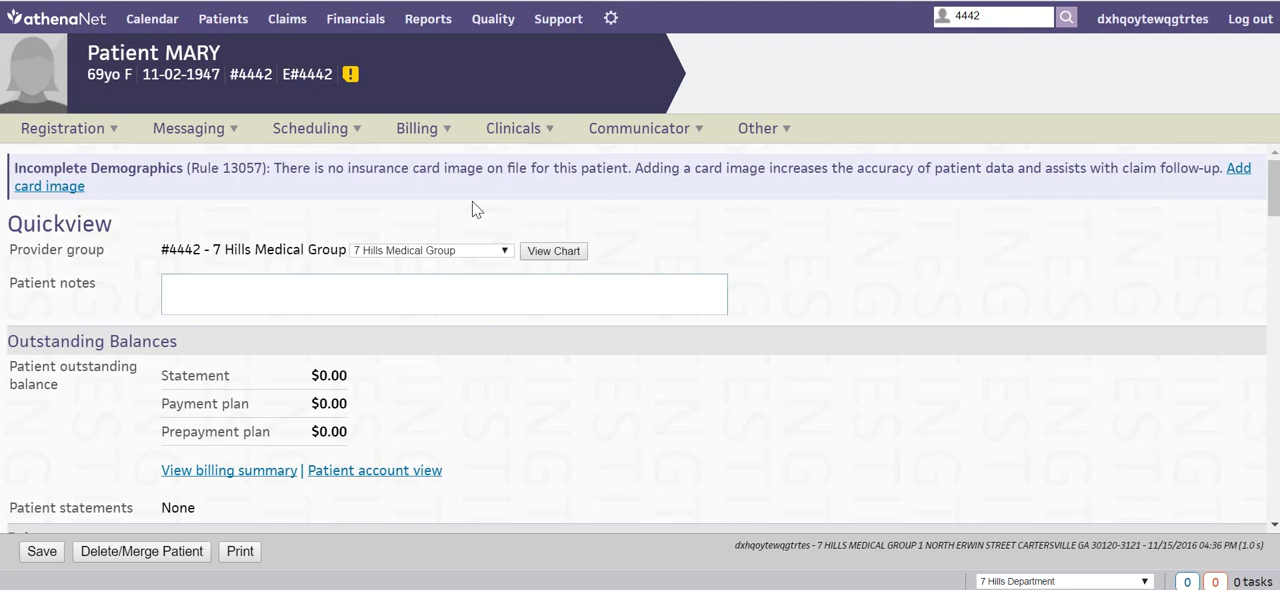 athenaNet Calendar Patients Claims Financials Reports Quality Support 4442 dxhqoytewqgtrtes Log out
Patient MARY
69yo F 11-02-1947 #4442 E#4442 !
Registration Messaging Scheduling Billing Clinicals Communicator Other
Incomplete Demographics (Rule 13057): There is no insurance card image on file for this patient. Adding a card image increases the accuracy of patient data and assists with claim follow-up. Add
card image
Quickview
Provider group #4442 - 7 Hills Medical Group 7 Hills Medical Group View Chart
Patient notes
Outstanding Balances
Patient outstanding
balance
Statement $0.00
Payment plan $0.00
Prepayment plan $0.00
View billing summary | Patient account view
Patient statements None
Save Delete/Merge Patient Print dxhqoytewqgtrtes - 7 HILLS MEDICAL GROUP 1 NORTH ERWIN STREET CARTERSVILLE GA 30120-3121 - 11/15/2016 04:36 PM (1.0 s)
7 Hills Department 0 0 0 tasks